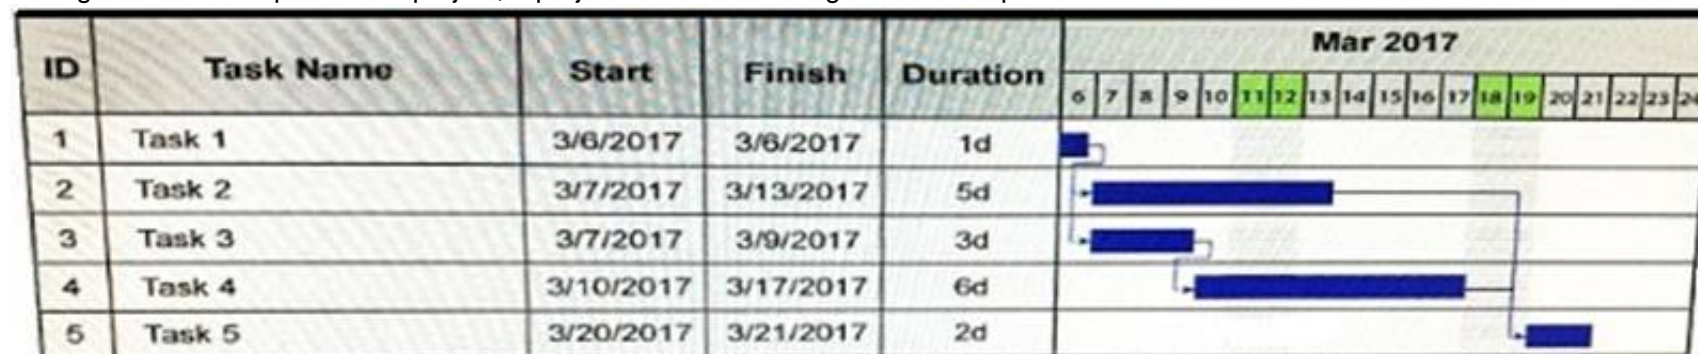 Mar 2017
ID Task Name Start Finish Duration
6 7 8 9 10 11 12 13 14 15 16 17 18 19 20 21 22 23 24
1 Task 1 3/6/2017 3/6/2017 1d
2 Task 2 3/7/2017 3/13/2017 5d
3 Task 3 3/7/2017 3/9/2017 3d
4 Task 4 3/10/2017 3/17/2017 6d
5 Task 5 3/20/2017 3/21/2017 2d